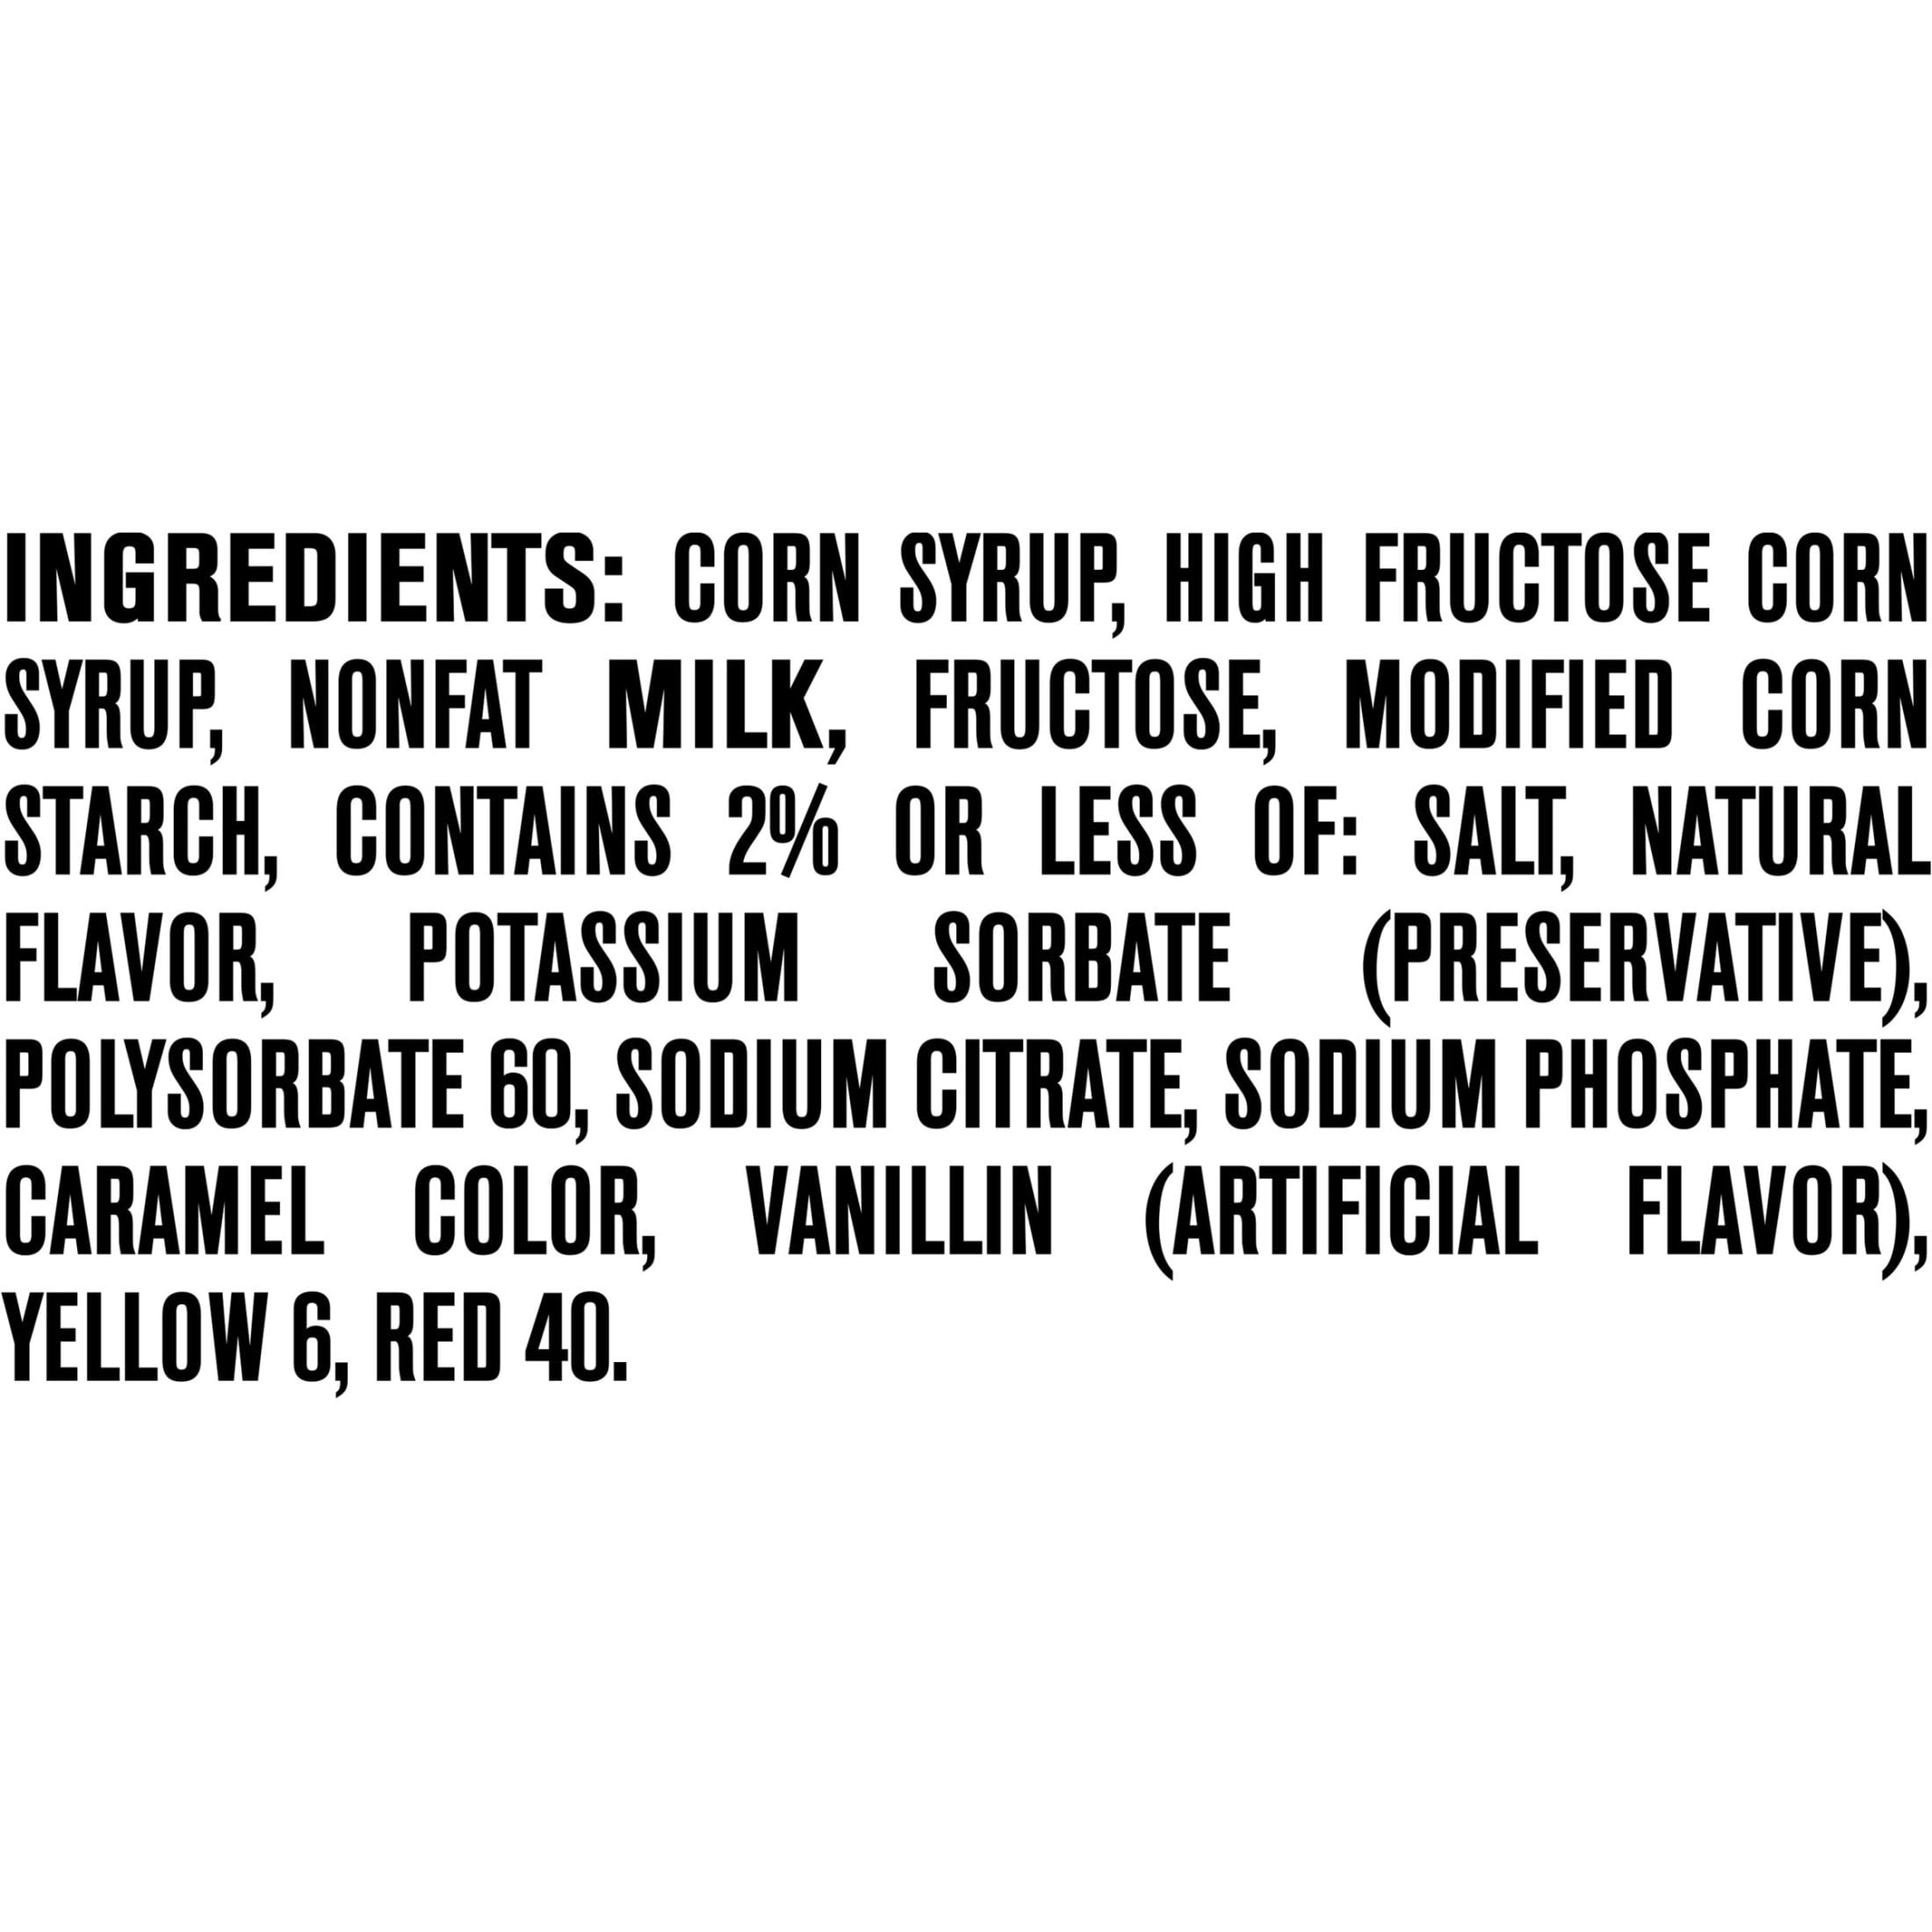 INGREDIENTS: CORN SYRUP, HIGH FRUCTOSE CORN
SYRUP, NONFAT MILK, FRUCTOSE, MODIFIED CORN
STARCH, CONTAINS 2% OR LESS OF: SALT, NATURAL
FLAVOR, POTASSIUM SORBATE (PRESERVATIVE),
POLYSORBATE 60, SODIUM CITRATE, SODIUM PHOSPHATE,
CARAMEL COLOR, VANILLIN (ARTIFICIAL FLAVOR),
YELLOW 6, RED 40.